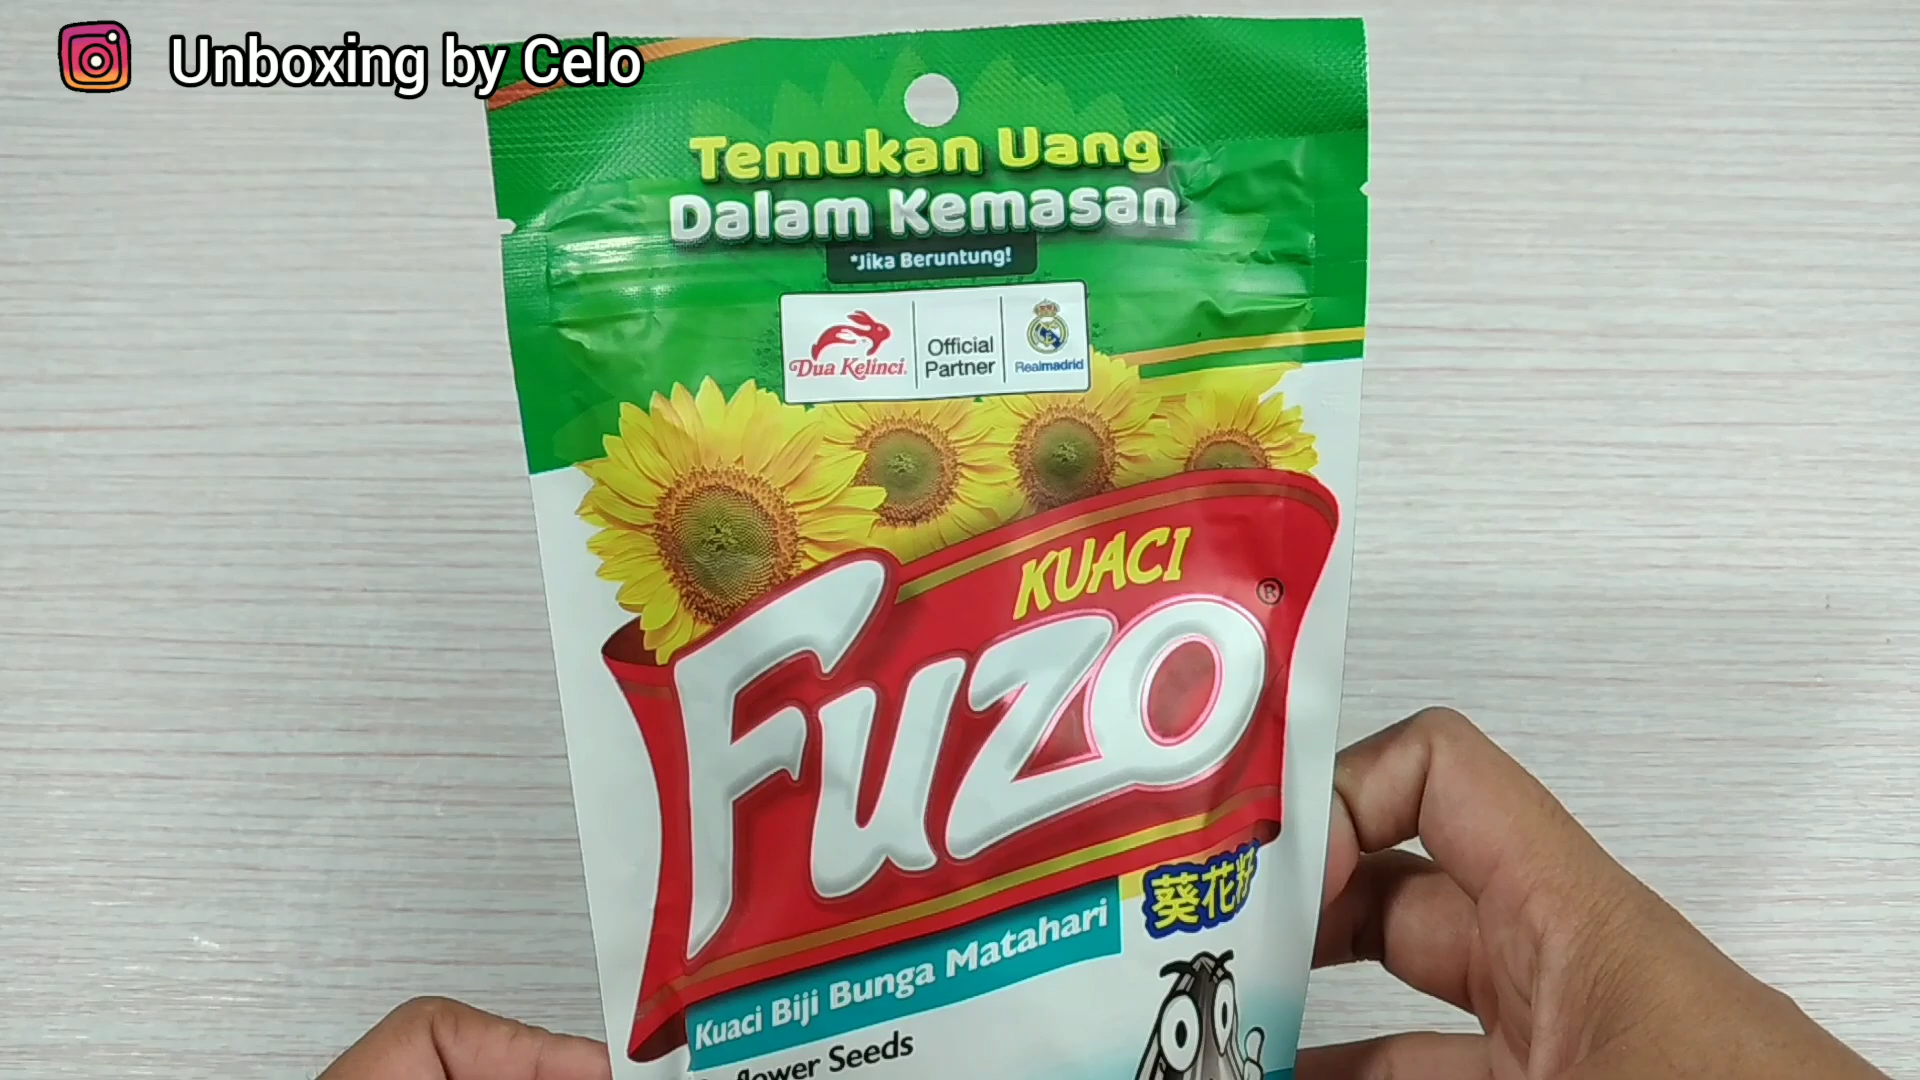 Unboxing by Celo
Temukan Uang
Dalam Kemasan
*Jika Beruntung!
Dua Kelinci.
Official
Partner
Realmadrid
KUACI
FUZO®
葵花籽
Kuaci Biji Bunga Matahari
Seeds